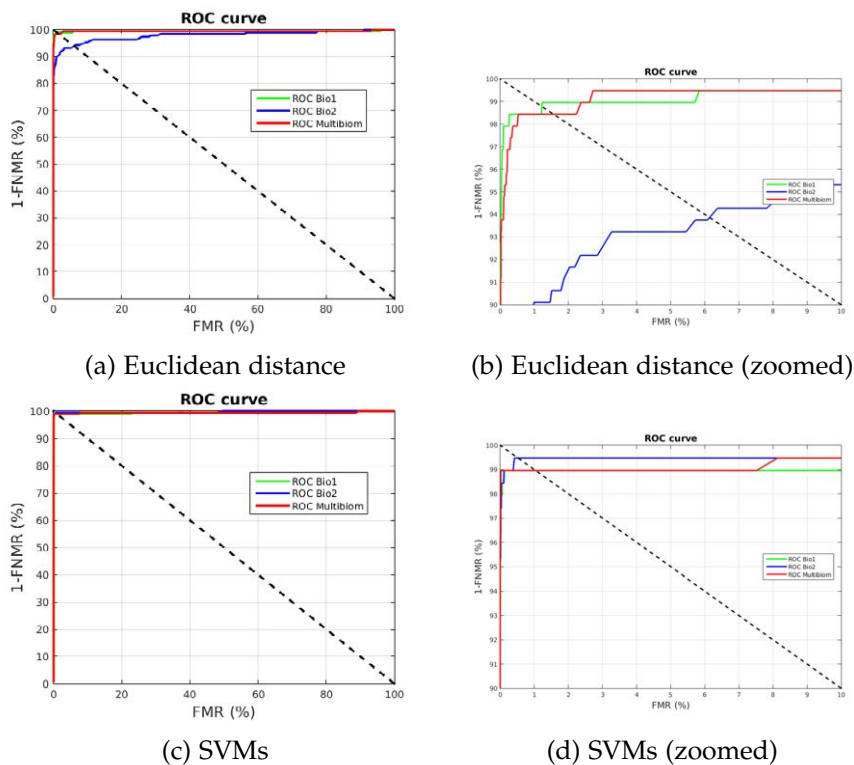 ROC curve
100
90
80
70
60
50
40
30
20
10
0
1-FNMR (%)
ROC Bio1
ROC Bio2
ROC Multibiom
0 20 40 60 80 100
FMR (%)
(a) Euclidean distance
ROC curve
100
99
98
97
96
95
94
93
92
91
90
1-FNMR (%)
ROC Bio1
ROC Bio2
ROC Multibiom
0 1 2 3 4 5 6 7 8 9 10
FMR (%)
(b) Euclidean distance (zoomed)
ROC curve
100
90
80
70
60
50
40
30
20
10
0
1-FNMR (%)
ROC Bio1
ROC Bio2
ROC Multibiom
0 20 40 60 80 100
FMR (%)
(c) SVMs
ROC curve
100
99
98
97
96
95
94
93
92
91
90
1-FNMR (%)
ROC Bio1
ROC Bio2
ROC Multibiom
0 1 2 3 4 5 6 7 8 9 10
FMR (%)
(d) SVMs (zoomed)